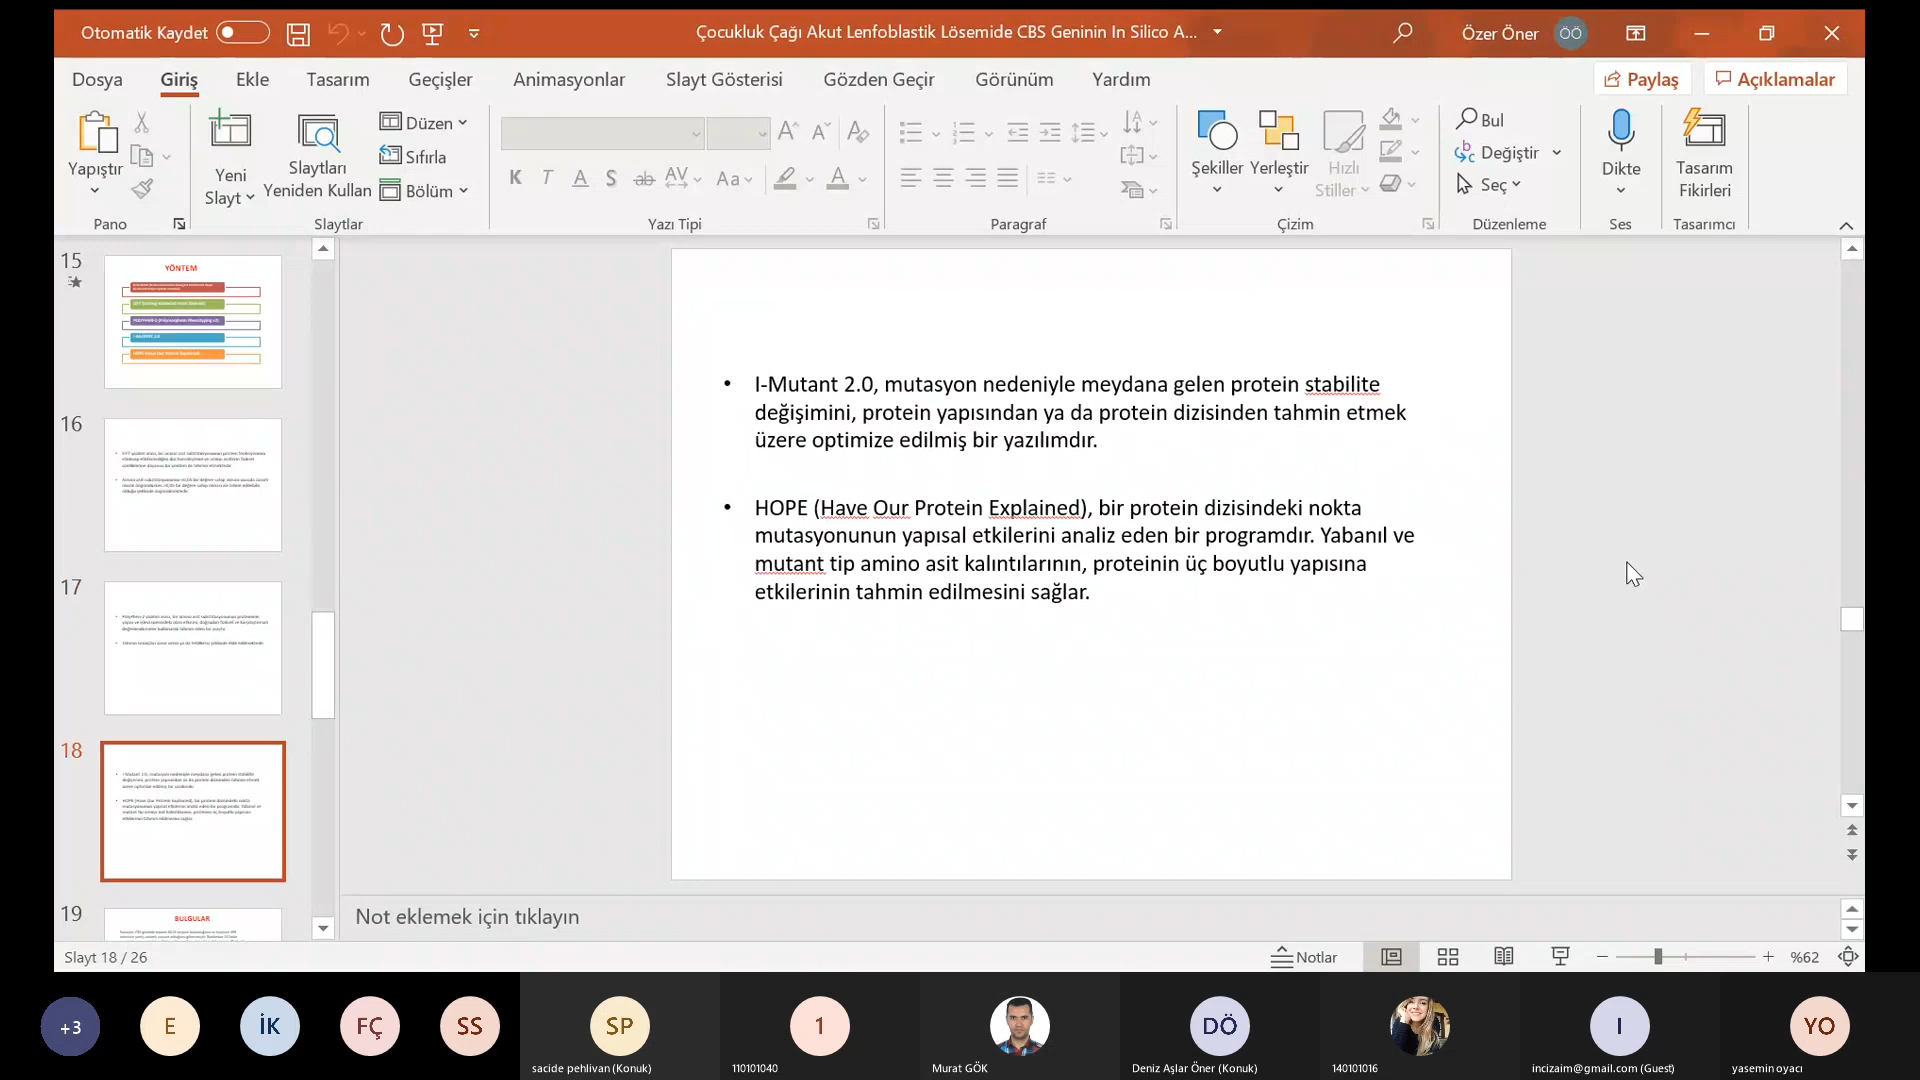 Otomatik Kaydet
Çocukluk Çağı Akut Lenfoblastik Lösemide CBS Geninin In Silico A...
Özer Öner
ÖÖ
Dosya Giriş Ekle Tasarım Geçişler Animasyonlar Slayt Gösterisi Gözden Geçir Görünüm Yardım
Paylaş
Açıklamalar
Yapıştır
Yeni
Slayt
Slaytları
Yeniden Kullan
Düzen
Sıfırla
Bölüm
K T A S ab AV Aa A
Şekiller
Yerleştir
Hızlı
Stiller
Bul
Değiştir
Seç
Dikte
Tasarım
Fikirleri
Pano Slaytlar Yazı Tipi Paragraf Çizim Düzenleme Ses Tasarımcı
15
YÖNTEM
16
17
18
19
BULGULAR
• I-Mutant 2.0, mutasyon nedeniyle meydana gelen protein stabilite
değişimini, protein yapısından ya da protein dizisinden tahmin etmek
üzere optimize edilmiş bir yazılımdır.
• HOPE (Have Our Protein Explained), bir protein dizisindeki nokta
mutasyonunun yapısal etkilerini analiz eden bir programdır. Yabanıl ve
mutant tip amino asit kalıntılarının, proteinin üç boyutlu yapısına
etkilerinin tahmin edilmesini sağlar.
Not eklemek için tıklayın
Slayt 18 / 26
Notlar
%62
+3 E İK FÇ SS SP 1 DÖ I YO
sacide pehlivan (Konuk) 110101040 Murat GÖK Deniz Aşlar Öner (Konuk) 140101016 incizaim@gmail.com (Guest) yasemin oyacı